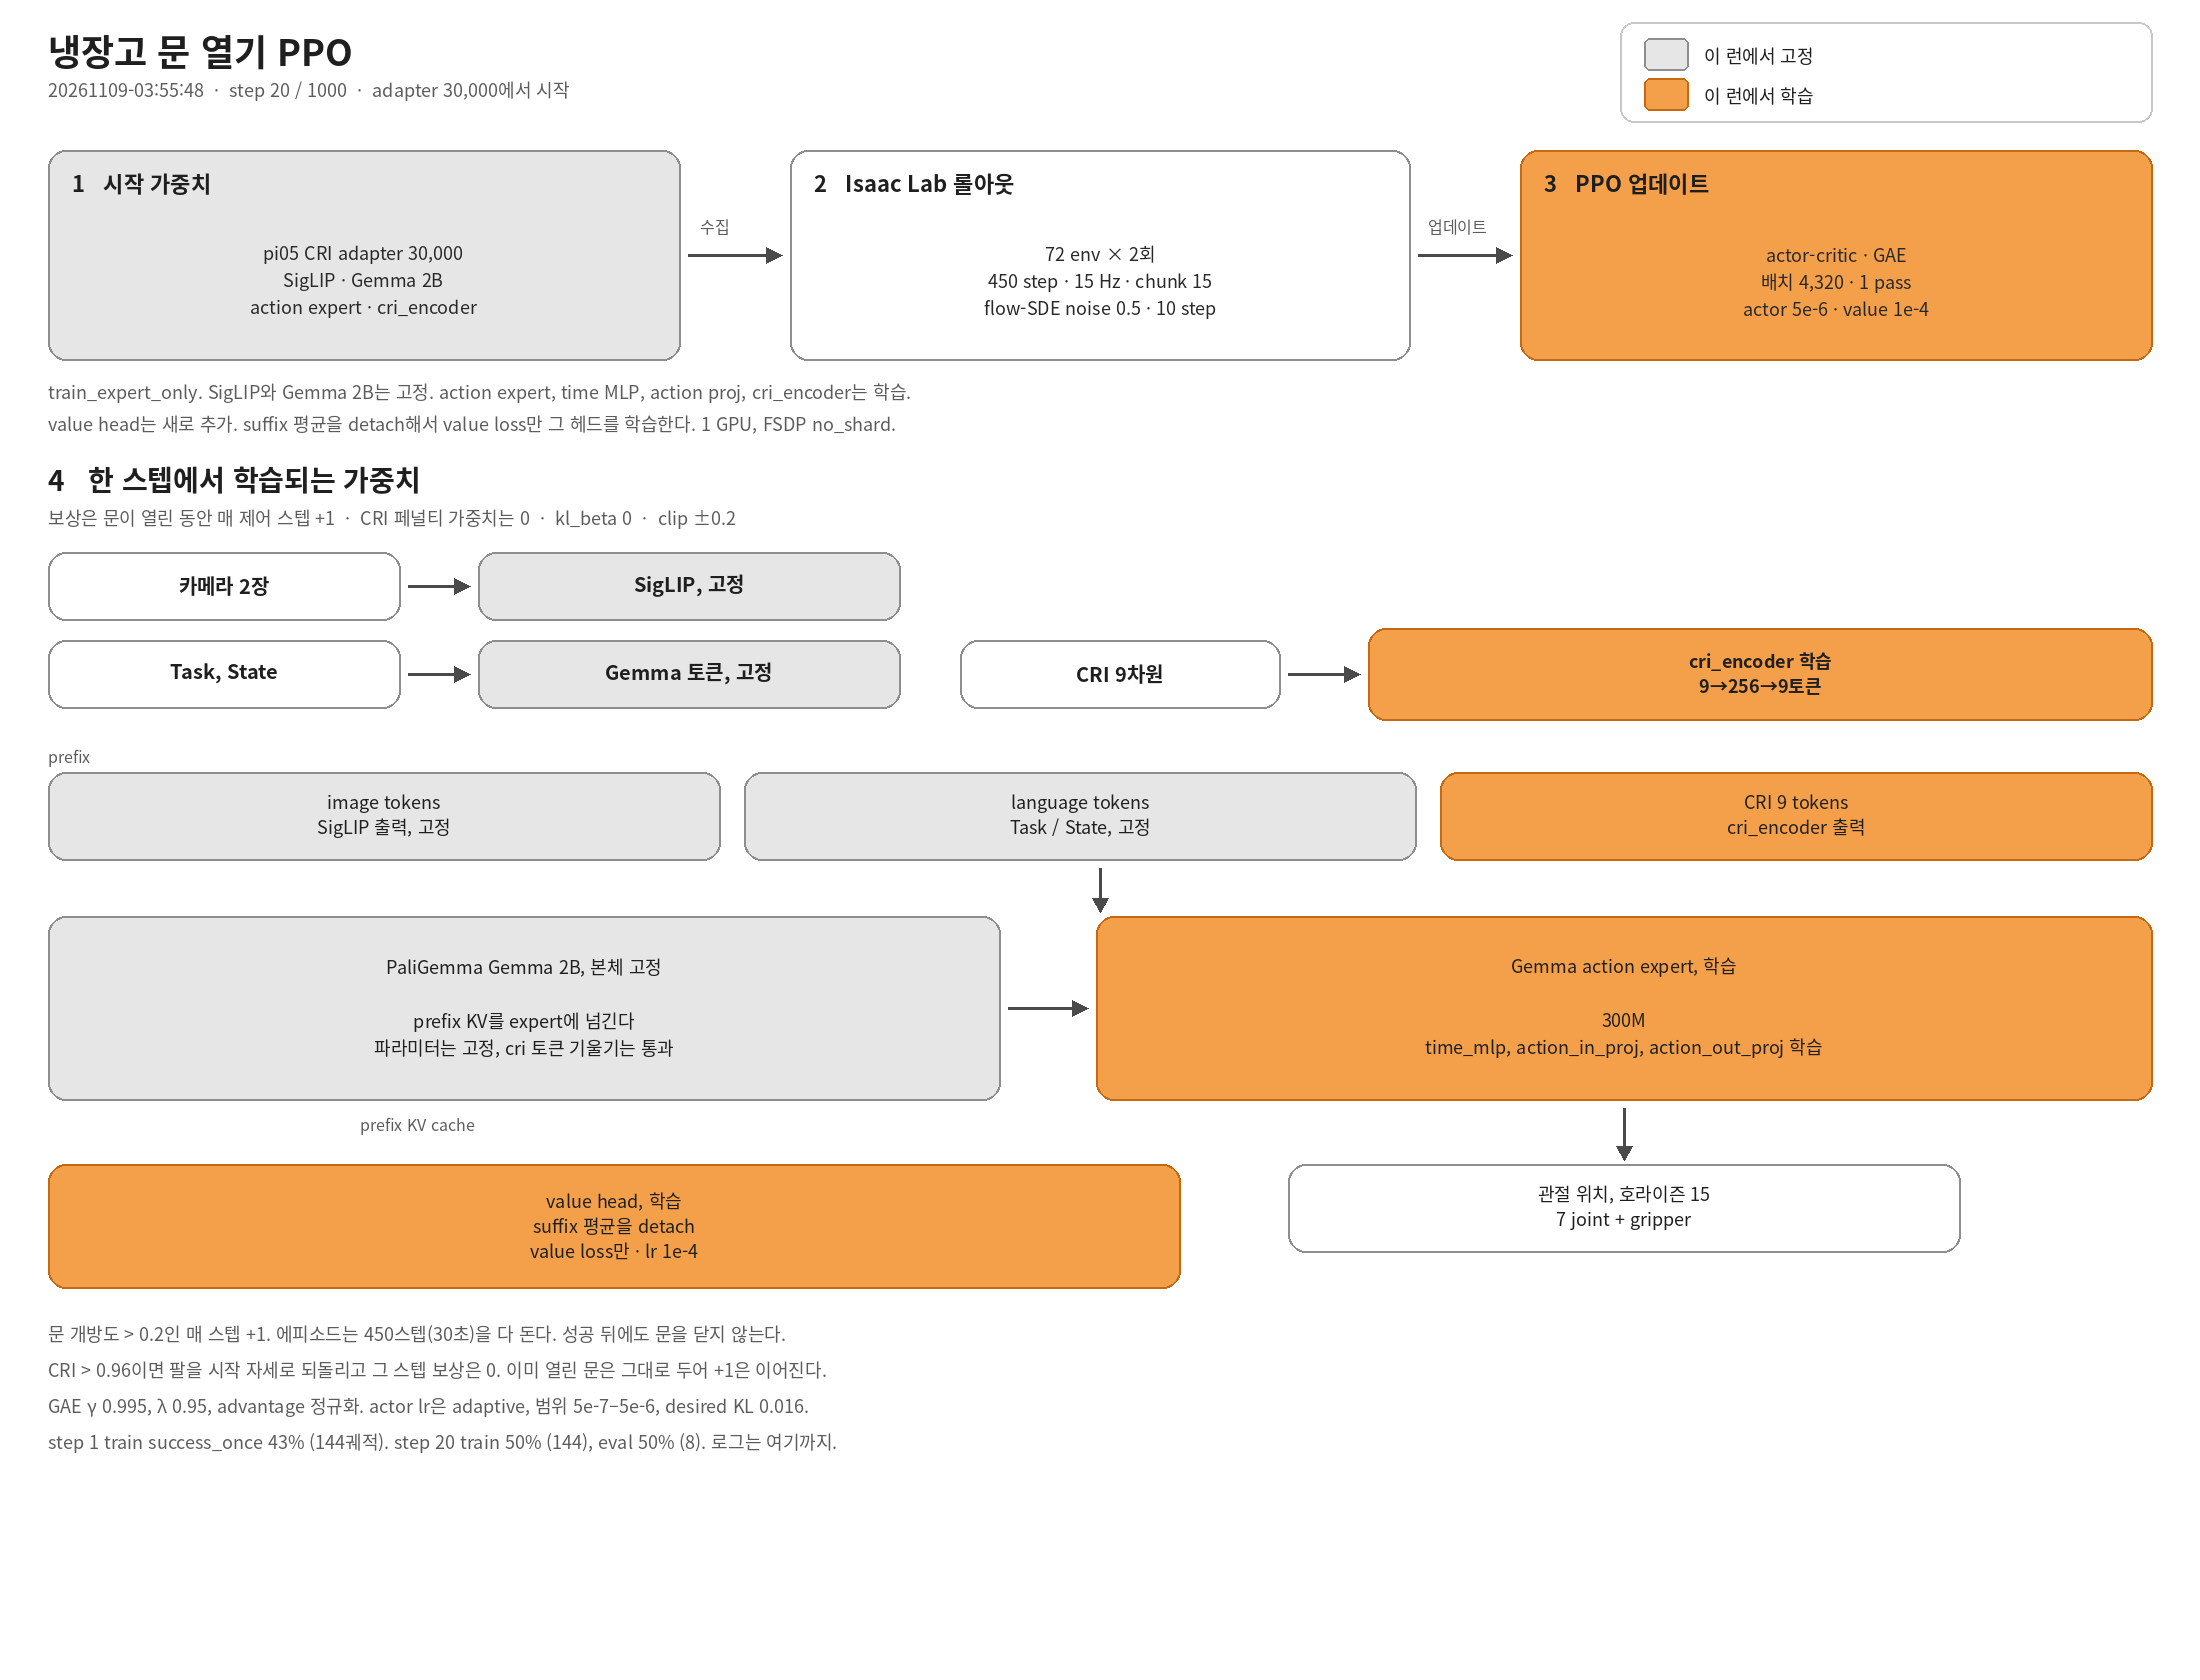 냉장고 문 열기 PPO
20261109-03:55:48 · step 20 / 1000 · adapter 30,000에서 시작
이 런에서 고정
이 런에서 학습
1 시작 가중치
pi05 CRI adapter 30,000
SigLIP · Gemma 2B
action expert · cri_encoder
수집
2 Isaac Lab 롤아웃
72 env × 2회
450 step · 15 Hz · chunk 15
flow-SDE noise 0.5 · 10 step
업데이트
3 PPO 업데이트
actor-critic · GAE
배치 4,320 · 1 pass
actor 5e-6 · value 1e-4
train_expert_only. SigLIP와 Gemma 2B는 고정. action expert, time MLP, action proj, cri_encoder는 학습.
value head는 새로 추가. suffix 평균을 detach해서 value loss만 그 헤드를 학습한다. 1 GPU, FSDP no_shard.
4 한 스텝에서 학습되는 가중치
보상은 문이 열린 동안 매 제어 스텝 +1 · CRI 페널티 가중치는 0 · kl_beta 0 · clip ±0.2
카메라 2장
SigLIP, 고정
Task, State
Gemma 토큰, 고정
CRI 9차원
cri_encoder 학습
9→256→9토큰
prefix
image tokens
SigLIP 출력, 고정
language tokens
Task / State, 고정
CRI 9 tokens
cri_encoder 출력
PaliGemma Gemma 2B, 본체 고정
prefix KV를 expert에 넘긴다
파라미터는 고정, cri 토큰 기울기는 통과
Gemma action expert, 학습
300M
time_mlp, action_in_proj, action_out_proj 학습
prefix KV cache
value head, 학습
suffix 평균을 detach
value loss만 · lr 1e-4
관절 위치, 호라이즌 15
7 joint + gripper
문 개방도 > 0.2인 매 스텝 +1. 에피소드는 450스텝(30초)을 다 돈다. 성공 뒤에도 문을 닫지 않는다.
CRI > 0.96이면 팔을 시작 자세로 되돌리고 그 스텝 보상은 0. 이미 열린 문은 그대로 두어 +1은 이어진다.
GAE γ 0.995, λ 0.95, advantage 정규화. actor lr은 adaptive, 범위 5e-7–5e-6, desired KL 0.016.
step 1 train success_once 43% (144궤적). step 20 train 50% (144), eval 50% (8). 로그는 여기까지.